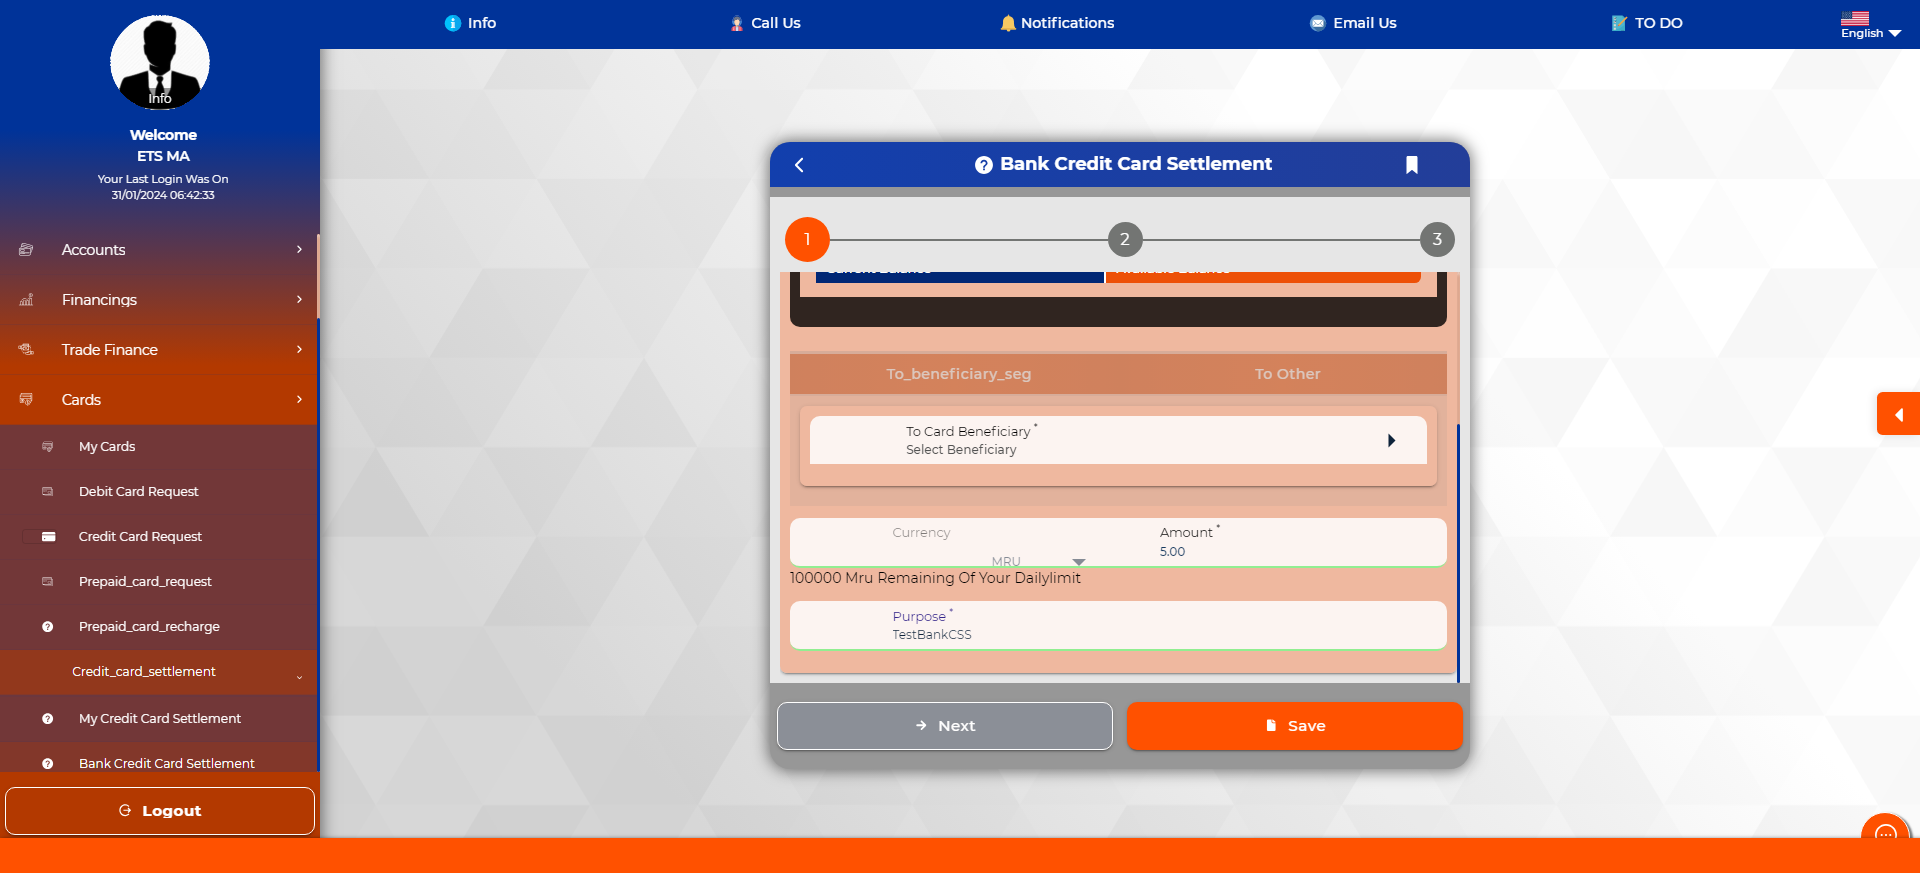 Info
Call Us
Notifications
Email Us
TO DO
English
Info
Welcome
ETS MA
Your Last Login Was On
31/01/2024 06:42:33
Accounts
Financings
Trade Finance
Cards
My Cards
Debit Card Request
Credit Card Request
Prepaid_card_request
Prepaid_card_recharge
Credit_card_settlement
My Credit Card Settlement
Bank Credit Card Settlement
Logout
Bank Credit Card Settlement
1
2
3
Current Balance
Available Balance
To_beneficiary_seg
To Other
To Card Beneficiary *
Select Beneficiary
Currency
MRU
Amount *
5.00
100000 Mru Remaining Of Your Dailylimit
Purpose *
TestBankCSS
Next
Save